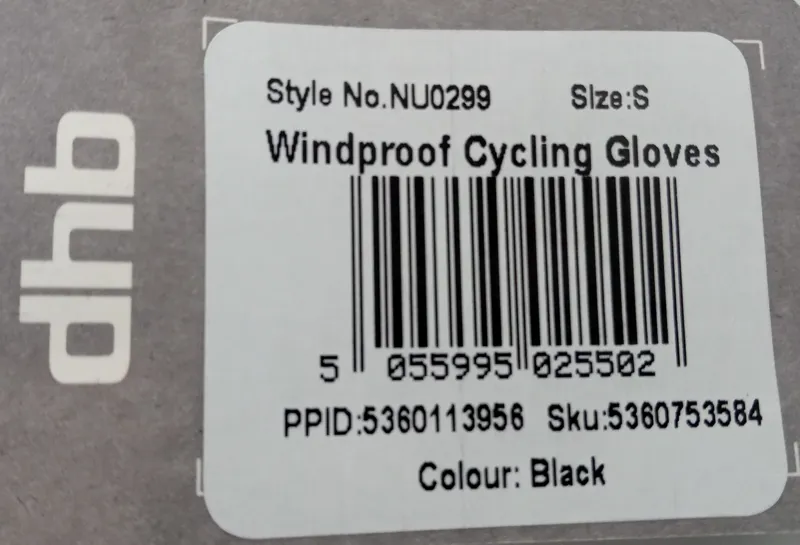 dhb
Style No.NU0299 SIze:S
Windproof Cycling Gloves
5 055995 025502
PPID:5360113956 Sku:5360753584
Colour: Black